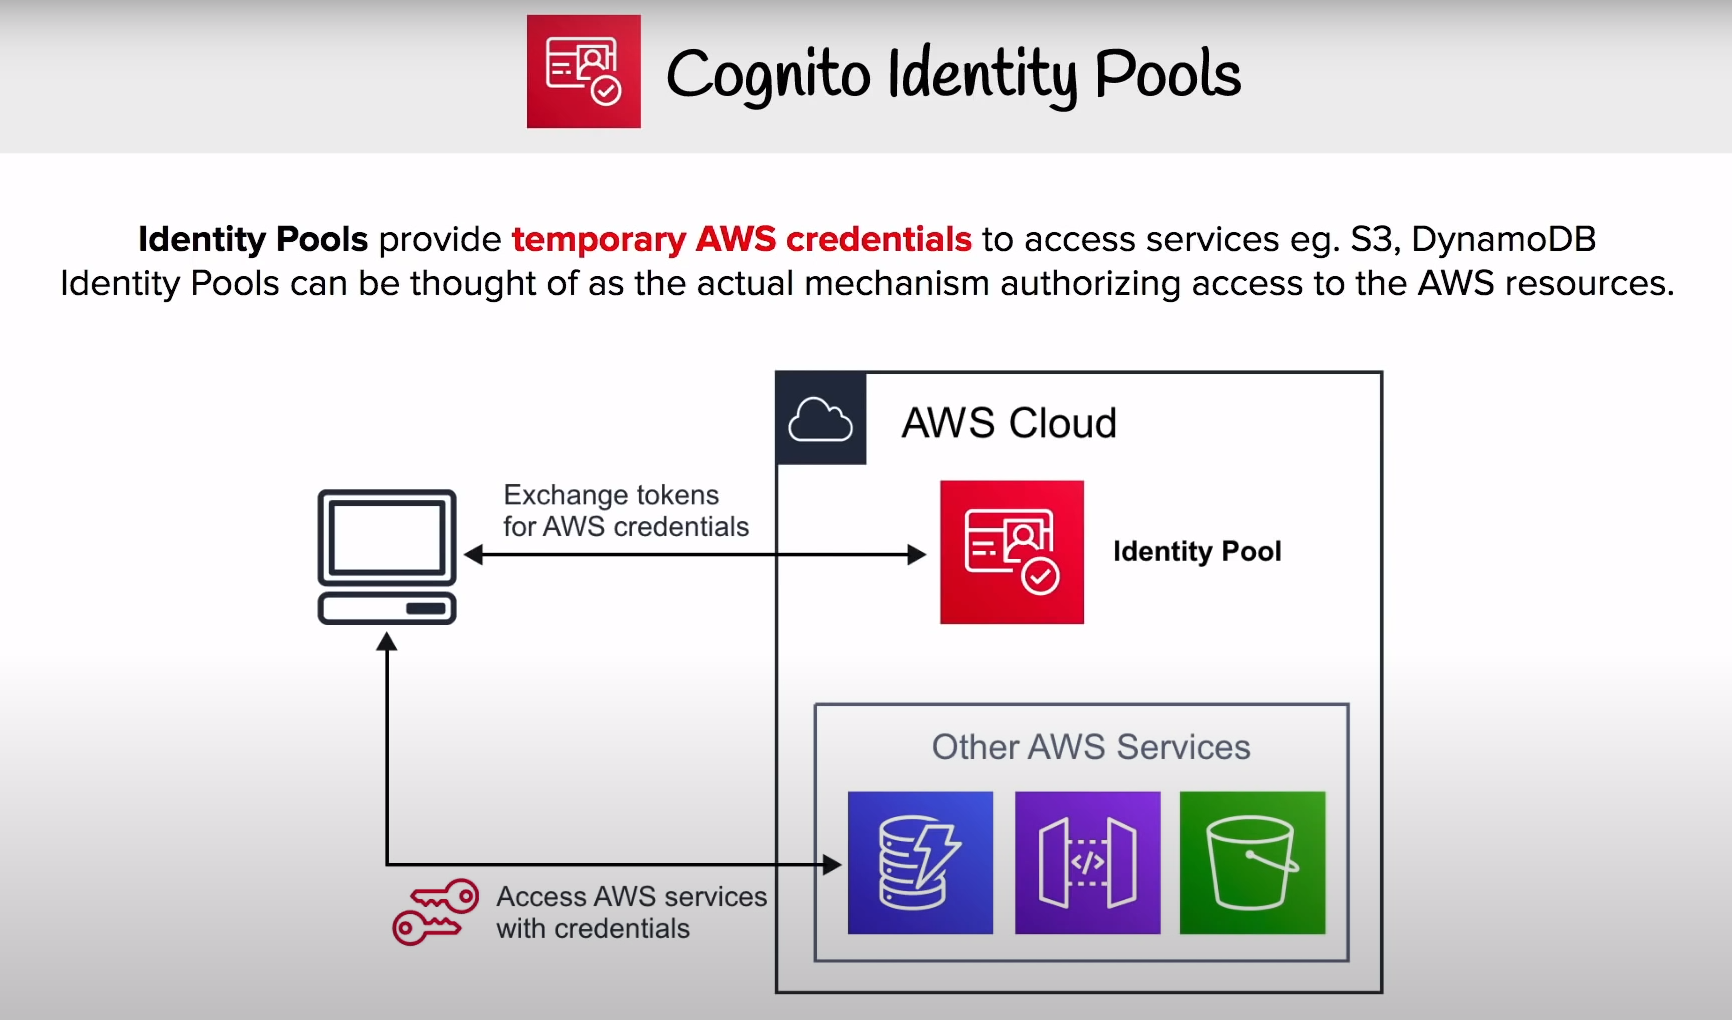 Cognito Identity Pools
Identity Pools provide temporary AWS credentials to access services eg. S3, DynamoDB
Identity Pools can be thought of as the actual mechanism authorizing access to the AWS resources.
AWS Cloud
Exchange tokens
for AWS credentials
Identity Pool
Other AWS Services
</>
Access AWS services
with credentials